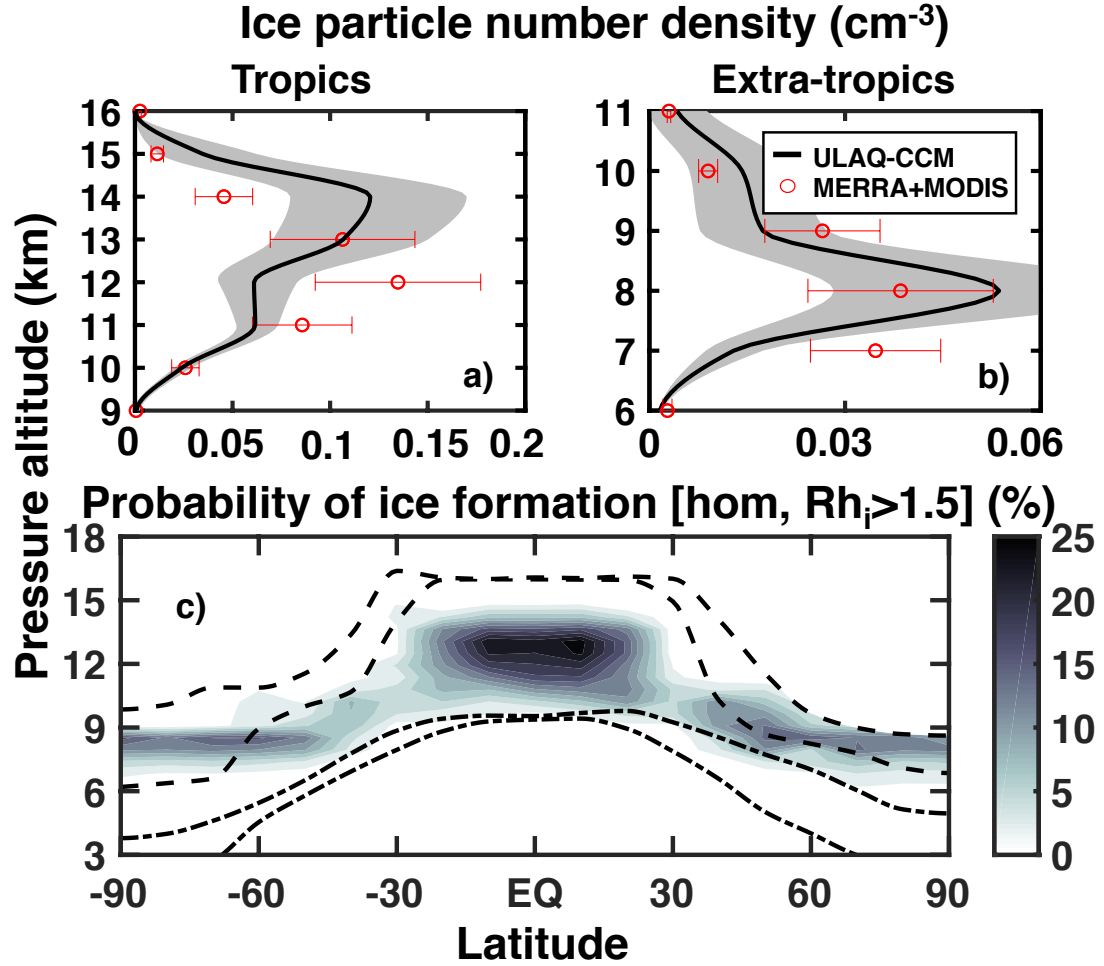 Ice particle number density (cm-3)
Tropics
Extra-tropics
Pressure altitude (km)
16
15
14
13
12
11
10
9
0 0.05 0.1 0.15 0.2
a)
11
10
9
8
7
6
0 0.03 0.06
ULAQ-CCM
MERRA+MODIS
b)
Probability of ice formation [hom, Rhi>1.5] (%)
18
15
12
9
6
3
c)
-90 -60 -30 EQ 30 60 90
Latitude
25
20
15
10
5
0